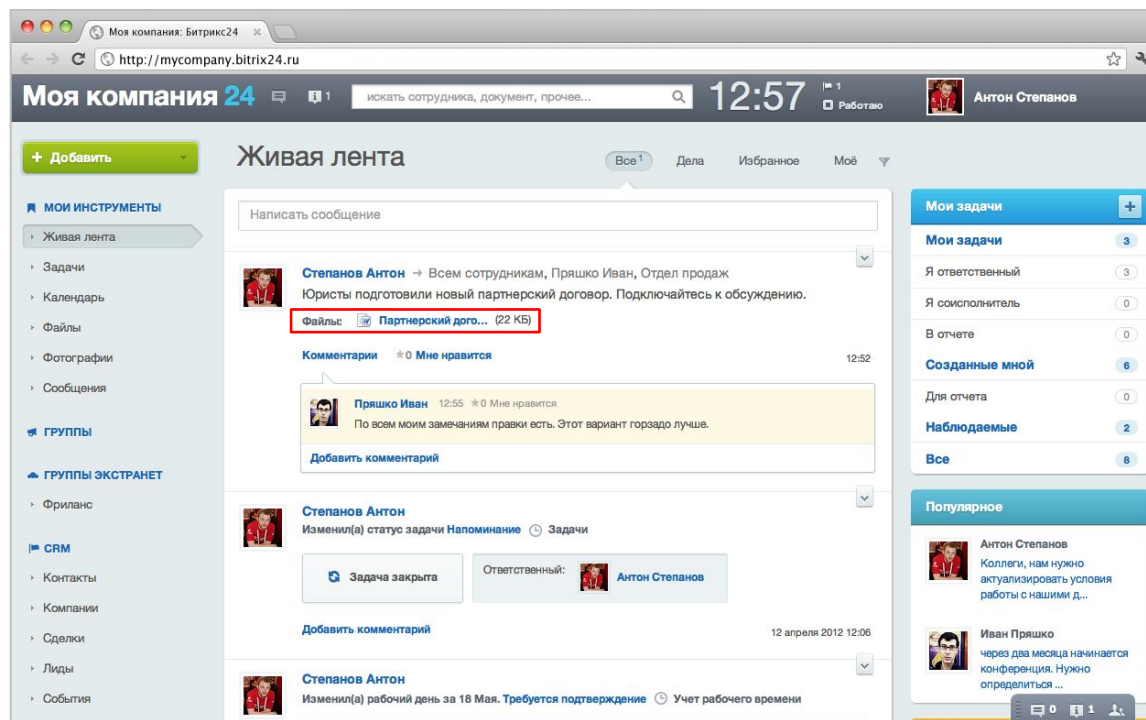 Моя компания: Битрикс24
http://mycompany.bitrix24.ru
Моя компания 24
1
искать сотрудника, документ, прочее...
12:57
1
Работаю
Антон Степанов
+ Добавить
МОИ ИНСТРУМЕНТЫ
Живая лента
Задачи
Календарь
Файлы
Фотографии
Сообщения
ГРУППЫ
ГРУППЫ ЭКСТРАНЕТ
Фриланс
CRM
Контакты
Компании
Сделки
Лиды
События
Живая лента
Все 1 Дела Избранное Моё
Написать сообщение
Степанов Антон → Всем сотрудникам, Пряшко Иван, Отдел продаж
Юристы подготовили новый партнерский договор. Подключайтесь к обсуждению.
Файлы: Партнерский дого... (22 КБ)
Комментарии ★0 Мне нравится 12:52
Пряшко Иван 12:55 ★0 Мне нравится
По всем моим замечаниям правки есть. Этот вариант горзадо лучше.
Добавить комментарий
Степанов Антон
Изменил(а) статус задачи Напоминание Задачи
Задача закрыта
Ответственный:
Антон Степанов
Добавить комментарий 12 апреля 2012 12:06
Степанов Антон
Изменил(а) рабочий день за 18 Мая. Требуется подтверждение Учет рабочего времени
Мои задачи +
Мои задачи 3
Я ответственный 3
Я соисполнитель 0
В отчете 0
Созданные мной 6
Для отчета 0
Наблюдаемые 2
Все 8
Популярное
Антон Степанов
Коллеги, нам нужно
актуализировать условия
работы с нашими д...
Иван Пряшко
через два месяца начинается
конференция. Нужно
определиться ...
0 1